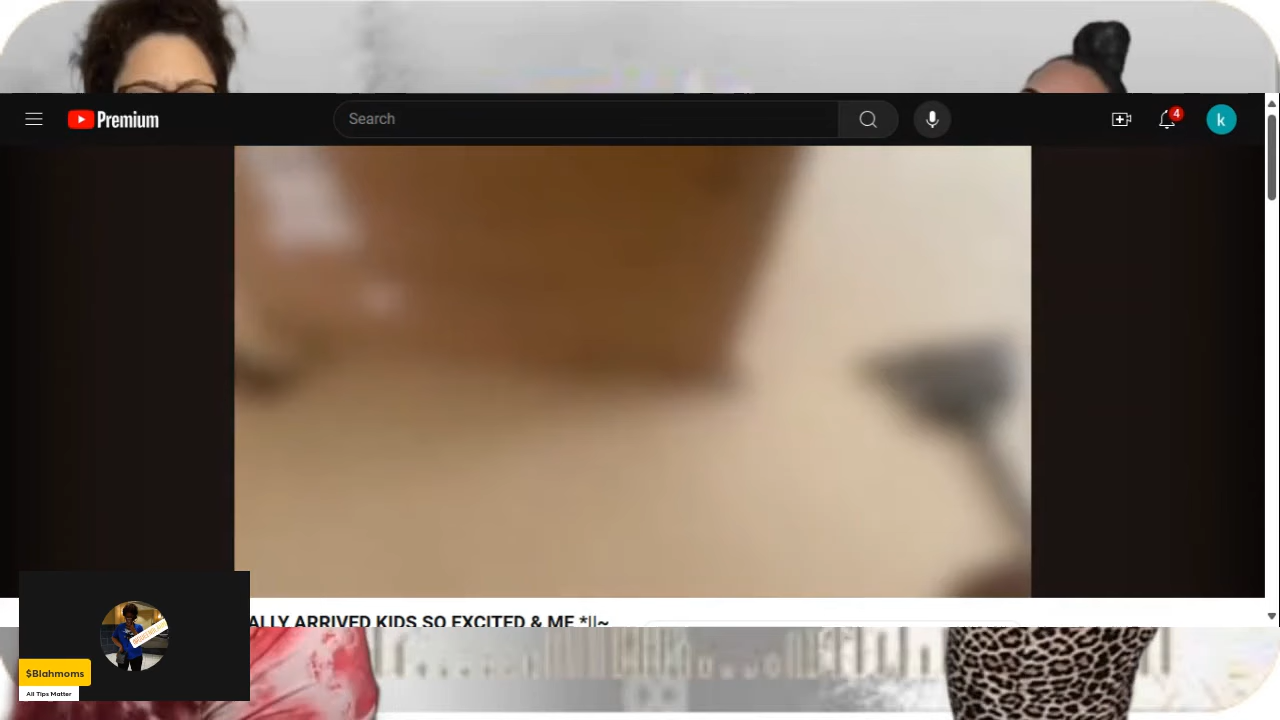 Premium
Search
4
k
ALLY ARRIVED KIDS SO EXCITED & ME *||~
$Blahmoms
All Tips Matter